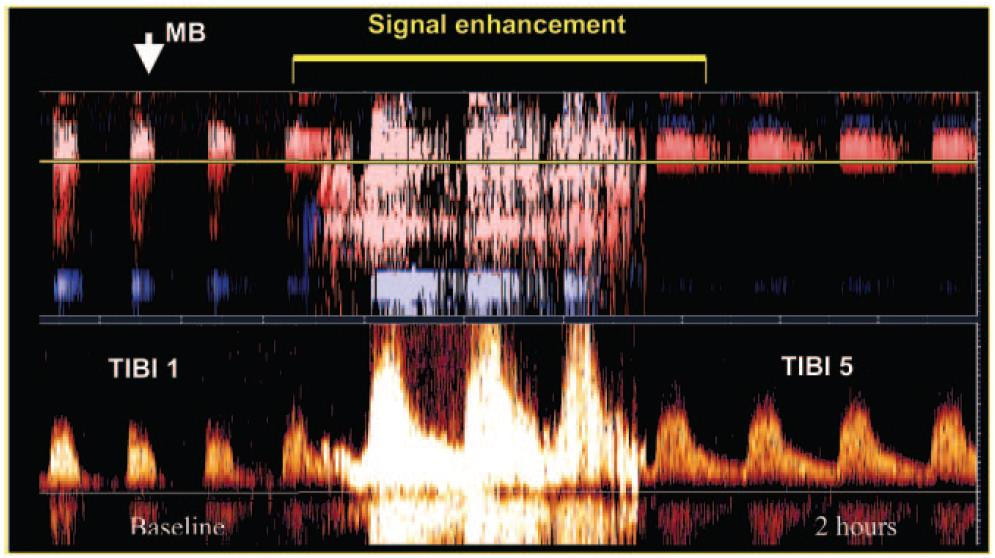 Signal enhancement
MB
TIBI 1
TIBI 5
Baseline
2 hours